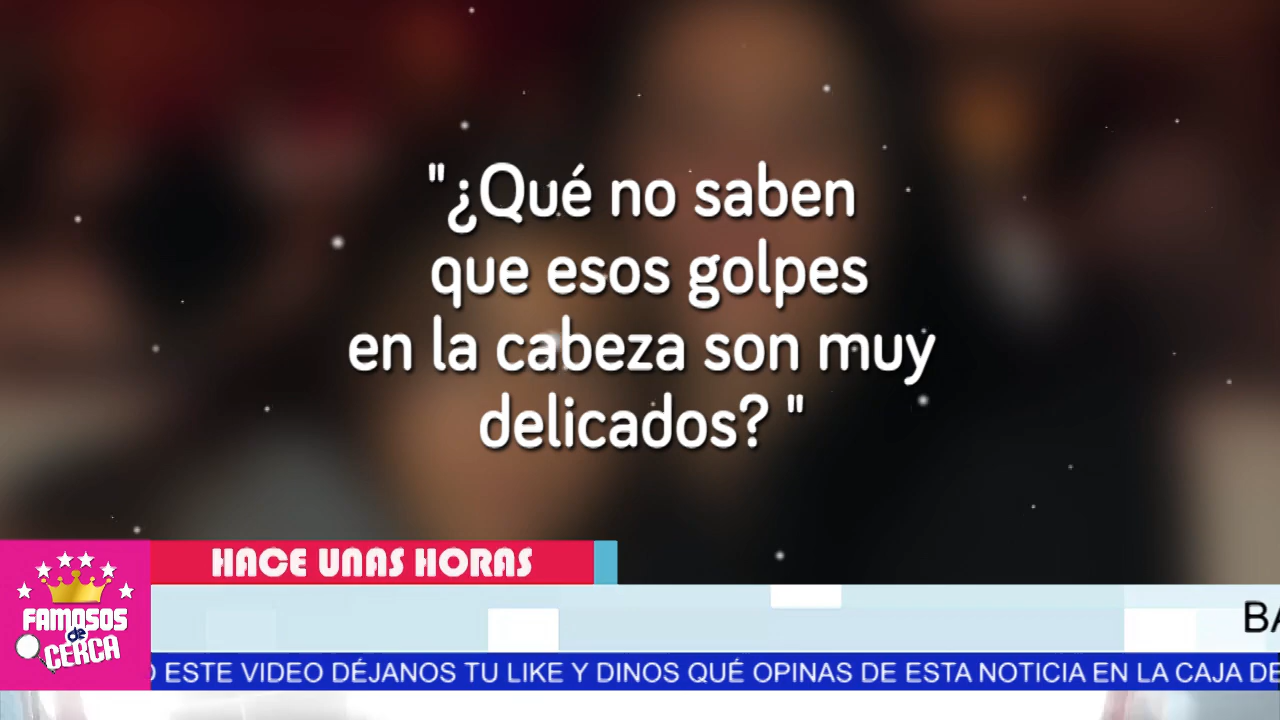 "¿Qué no saben
que esos golpes
en la cabeza son muy
delicados? "
HACE UNAS HORAS
FAMOSOS
de
CERCA
ESTE VIDEO DÉJANOS TU LIKE Y DINOS QUÉ OPINAS DE ESTA NOTICIA EN LA CAJA